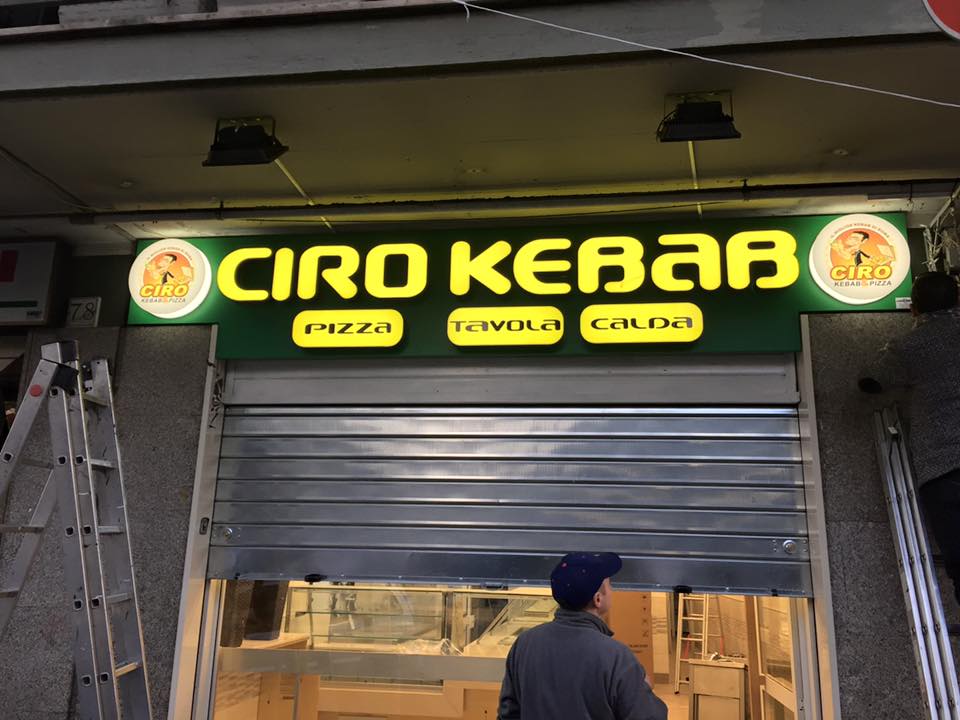 CIRO KEBAB
PIZZA TAVOLA CALDA
CIRO
KEBAB & PIZZA
CIRO
KEBAB & PIZZA
78